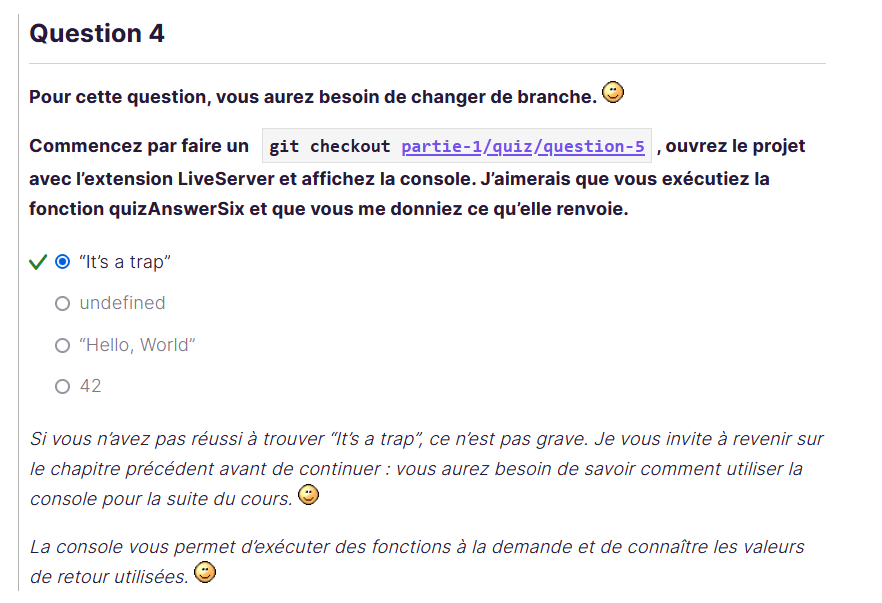 Question 4
Pour cette question, vous aurez besoin de changer de branche.
Commencez par faire un git checkout partie-1/quiz/question-5 , ouvrez le projet
avec l’extension LiveServer et affichez la console. J’aimerais que vous exécutiez la
fonction quizAnswerSix et que vous me donniez ce qu’elle renvoie.
“It’s a trap”
undefined
“Hello, World”
42
Si vous n’avez pas réussi à trouver “It’s a trap”, ce n’est pas grave. Je vous invite à revenir sur
le chapitre précédent avant de continuer : vous aurez besoin de savoir comment utiliser la
console pour la suite du cours.
La console vous permet d’exécuter des fonctions à la demande et de connaître les valeurs
de retour utilisées.